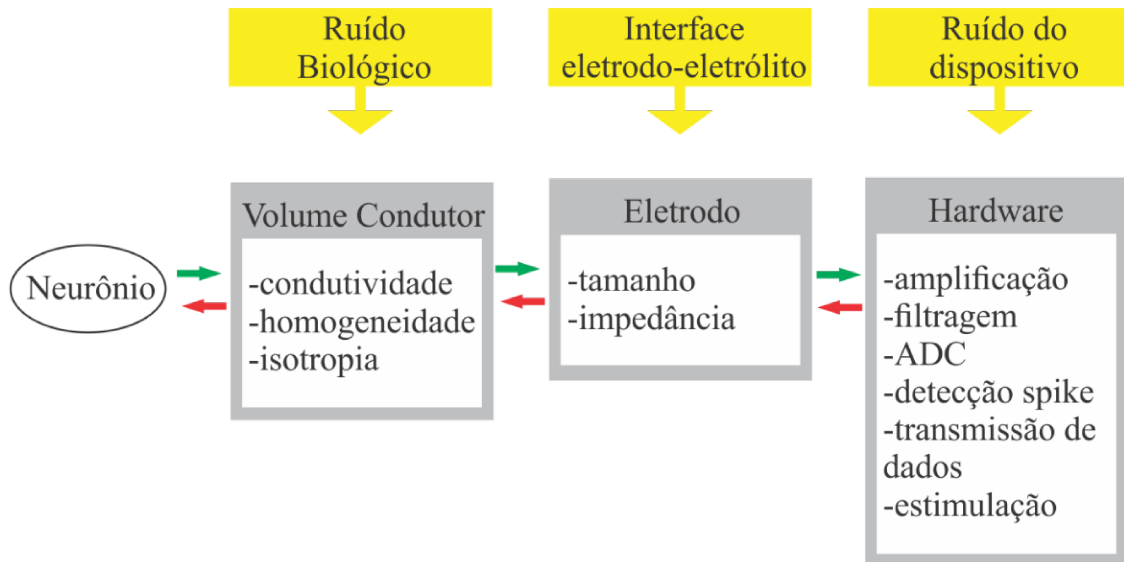 Ruído
Biológico
Interface
eletrodo-eletrólito
Ruído do
dispositivo
Neurônio
Volume Condutor
-condutividade
-homogeneidade
-isotropia
Eletrodo
-tamanho
-impedância
Hardware
-amplificação
-filtragem
-ADC
-detecção spike
-transmissão de
dados
-estimulação